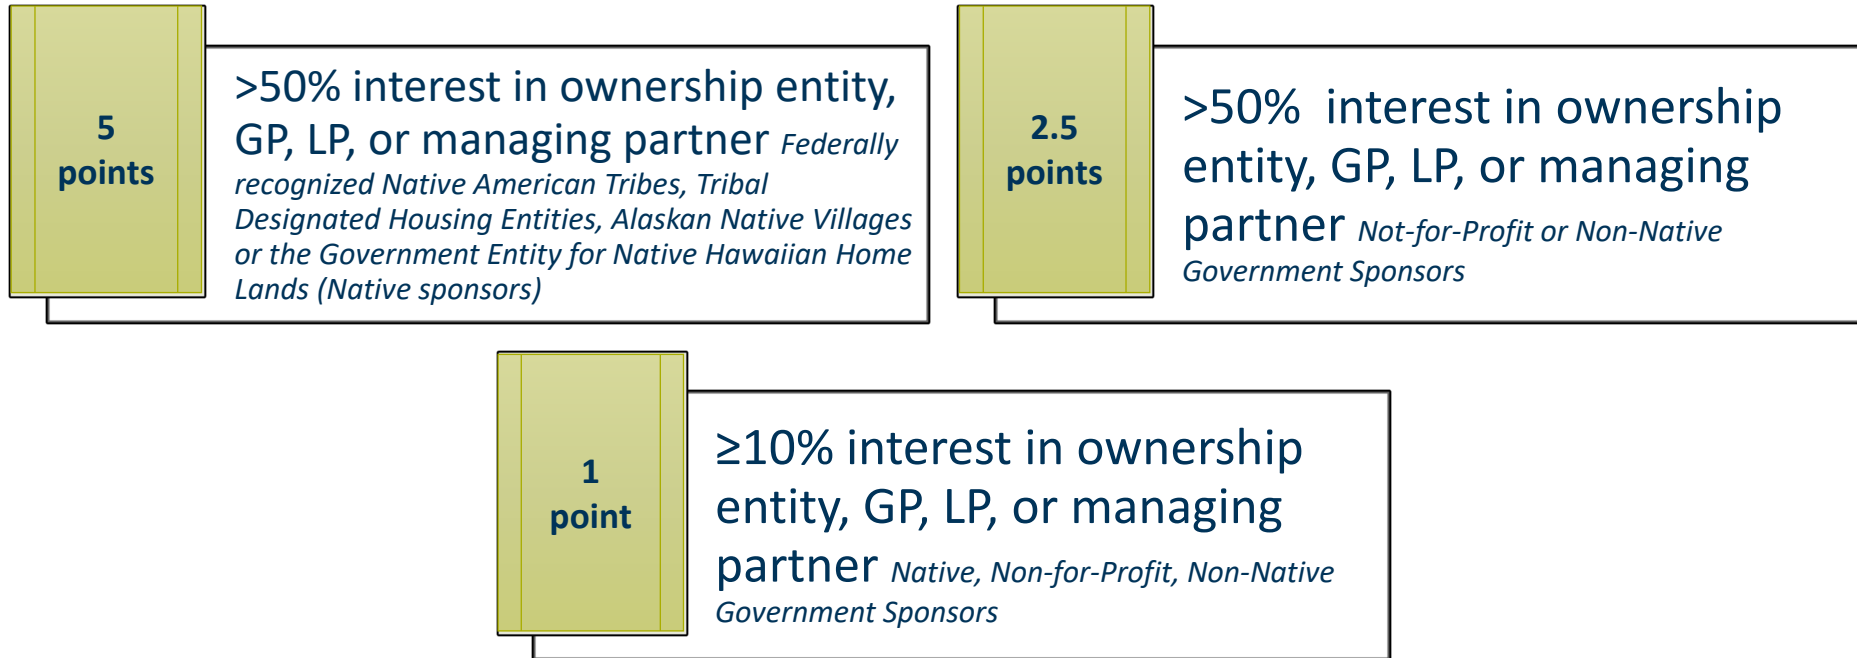 5
points
>50% interest in ownership entity,
GP, LP, or managing partner Federally
recognized Native American Tribes, Tribal
Designated Housing Entities, Alaskan Native Villages
or the Government Entity for Native Hawaiian Home
Lands (Native sponsors)
2.5
points
>50% interest in ownership
entity, GP, LP, or managing
partner Not-for-Profit or Non-Native
Government Sponsors
1
point
≥10% interest in ownership
entity, GP, LP, or managing
partner Native, Non-for-Profit, Non-Native
Government Sponsors